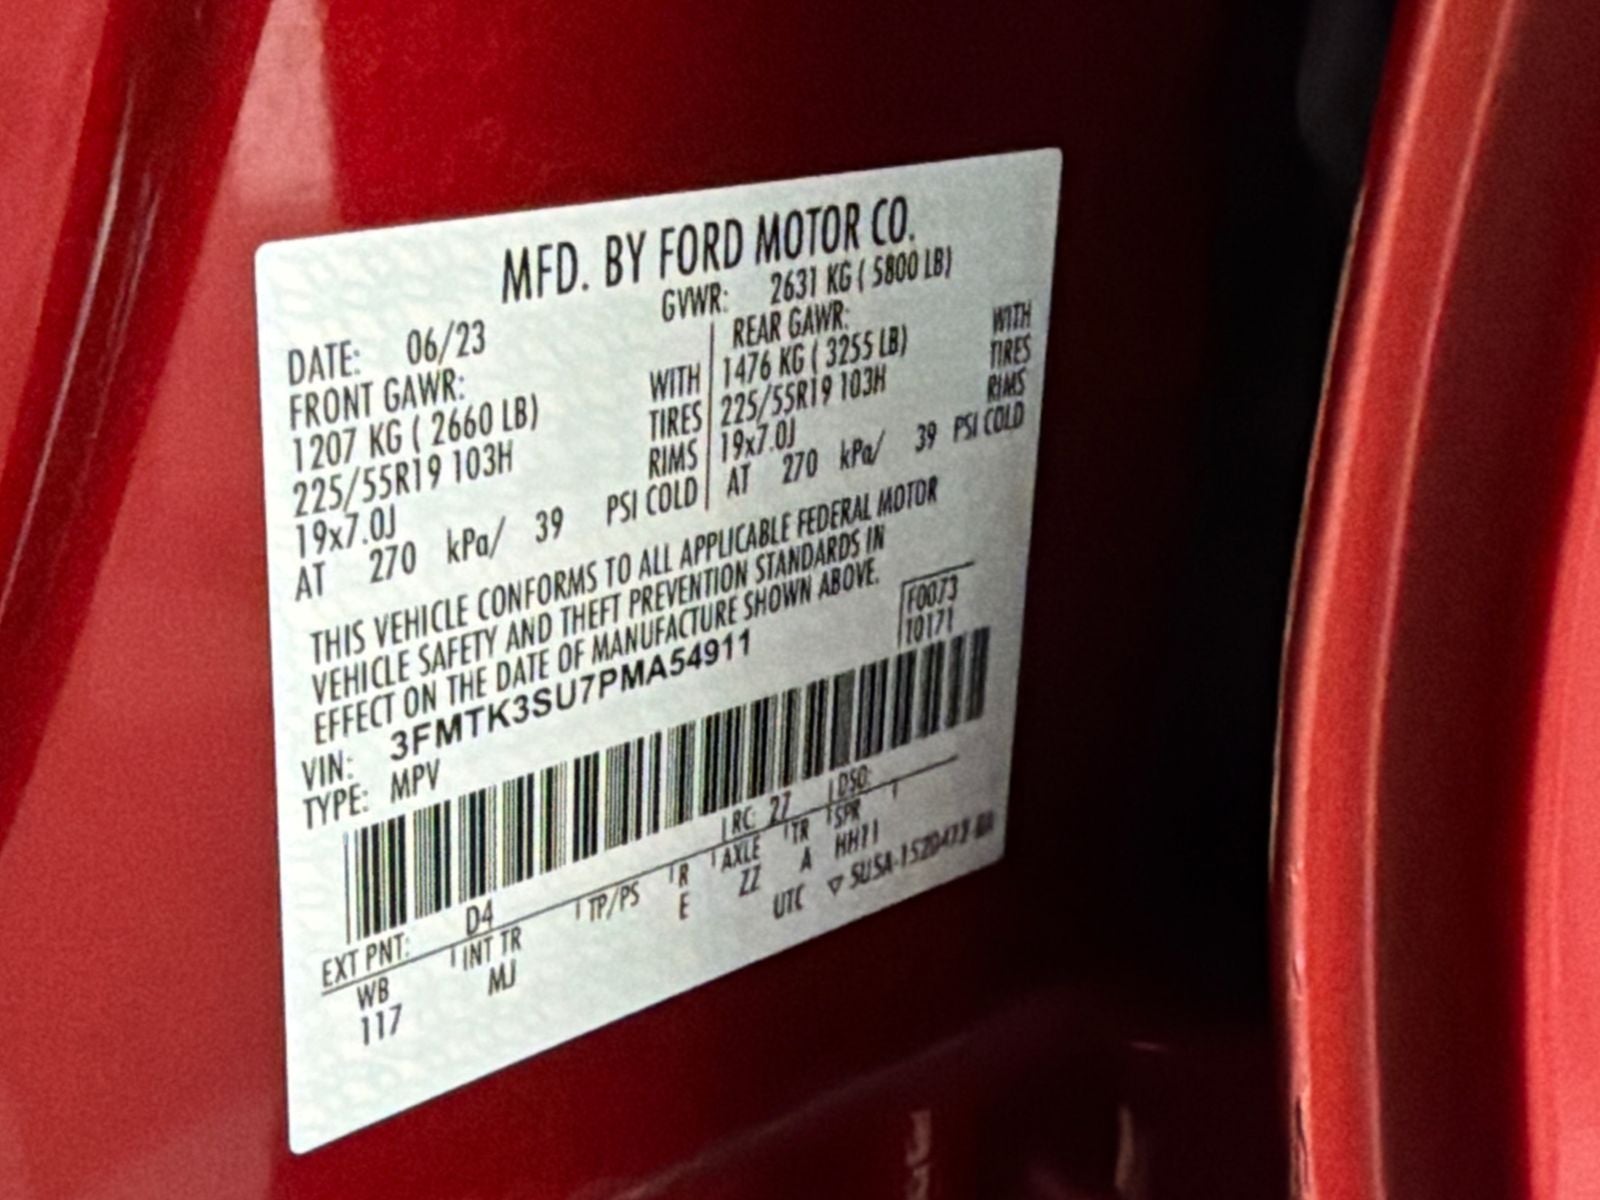 MFD. BY FORD MOTOR CO.
DATE: 06/23 GVWR: 2631 KG ( 5800 LB)
FRONT GAWR: REAR GAWR:
1207 KG ( 2660 LB) WITH 1476 KG ( 3255 LB) WITH
225/55R19 103H TIRES 225/55R19 103H TIRES
19x7.0J RIMS 19x7.0J RIMS
AT 270 kPa/ 39 PSI COLD AT 270 kPa/ 39 PSI COLD
THIS VEHICLE CONFORMS TO ALL APPLICABLE FEDERAL MOTOR
VEHICLE SAFETY AND THEFT PREVENTION STANDARDS IN
EFFECT ON THE DATE OF MANUFACTURE SHOWN ABOVE.
F0073
VIN: 3FMTK3SU7PMA54911 T0171
TYPE: MPV
EXT PNT: D4 RC: 27 DSO:
WB INT TR TP/PS R AXLE TR SPR
117 MJ E ZZ A HH11
UTC